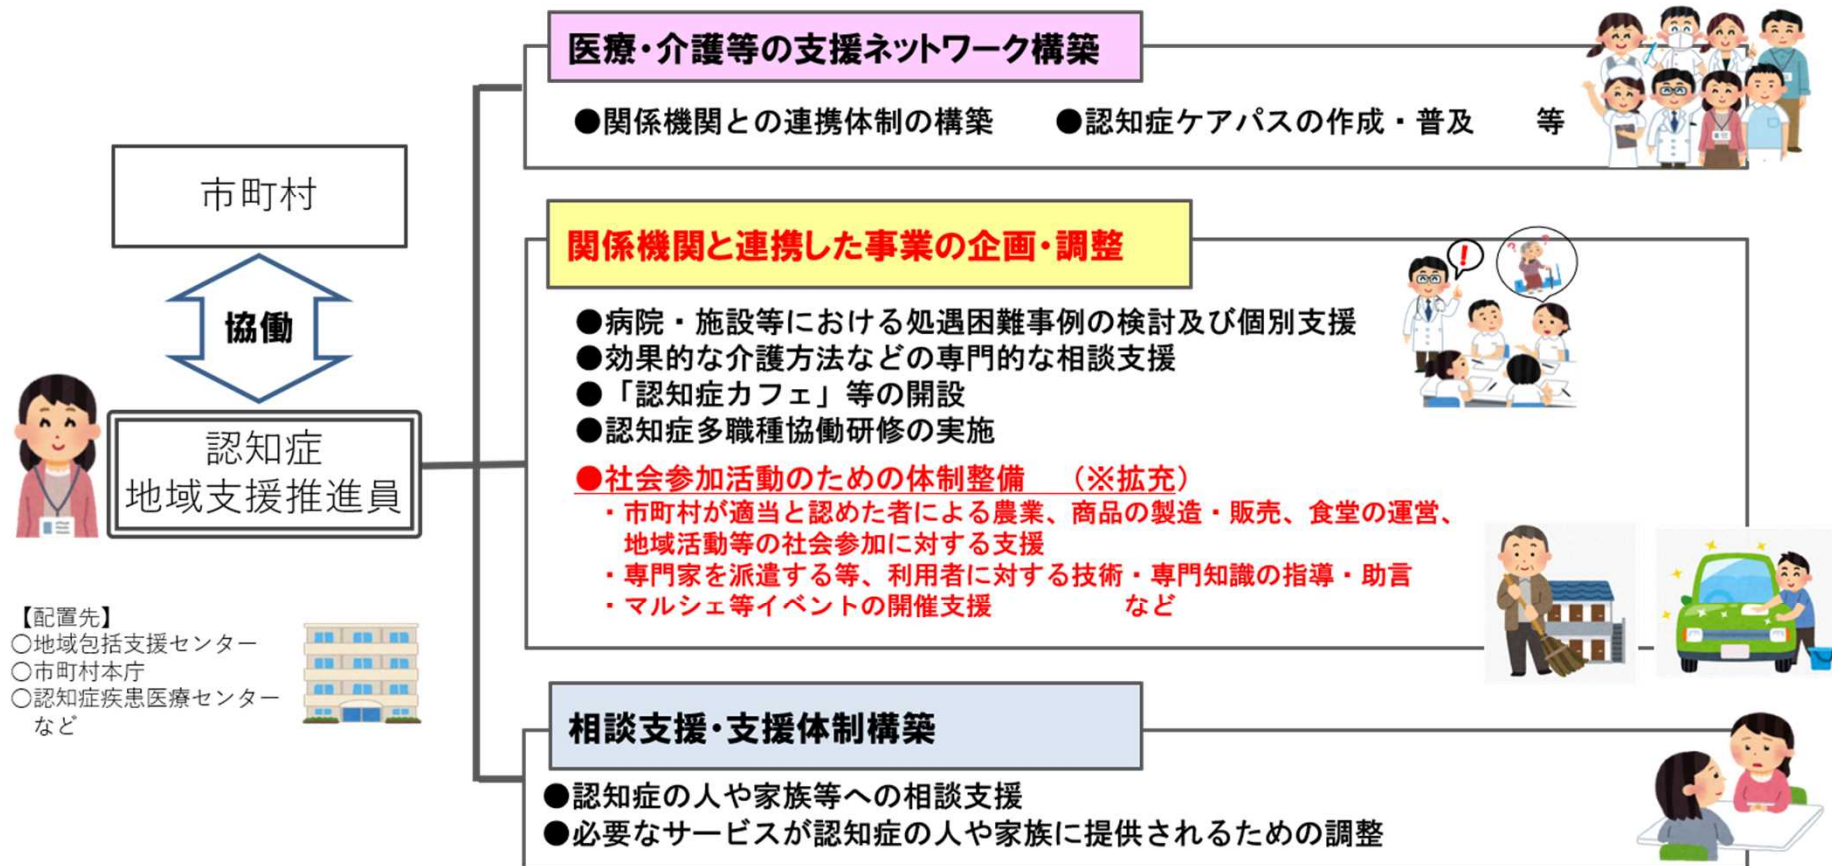 市町村
協働
認知症
地域支援推進員
【配置先】
○地域包括支援センター
○市町村本庁
○認知症疾患医療センター
など
医療・介護等の支援ネットワーク構築
●関係機関との連携体制の構築　●認知症ケアパスの作成・普及　等
関係機関と連携した事業の企画・調整
●病院・施設等における処遇困難事例の検討及び個別支援
●効果的な介護方法などの専門的な相談支援
●「認知症カフェ」等の開設
●認知症多職種協働研修の実施
●社会参加活動のための体制整備　（※拡充）
・市町村が適当と認めた者による農業、商品の製造・販売、食堂の運営、
地域活動等の社会参加に対する支援
・専門家を派遣する等、利用者に対する技術・専門知識の指導・助言
・マルシェ等イベントの開催支援　など
!
? ?
相談支援・支援体制構築
●認知症の人や家族等への相談支援
●必要なサービスが認知症の人や家族に提供されるための調整